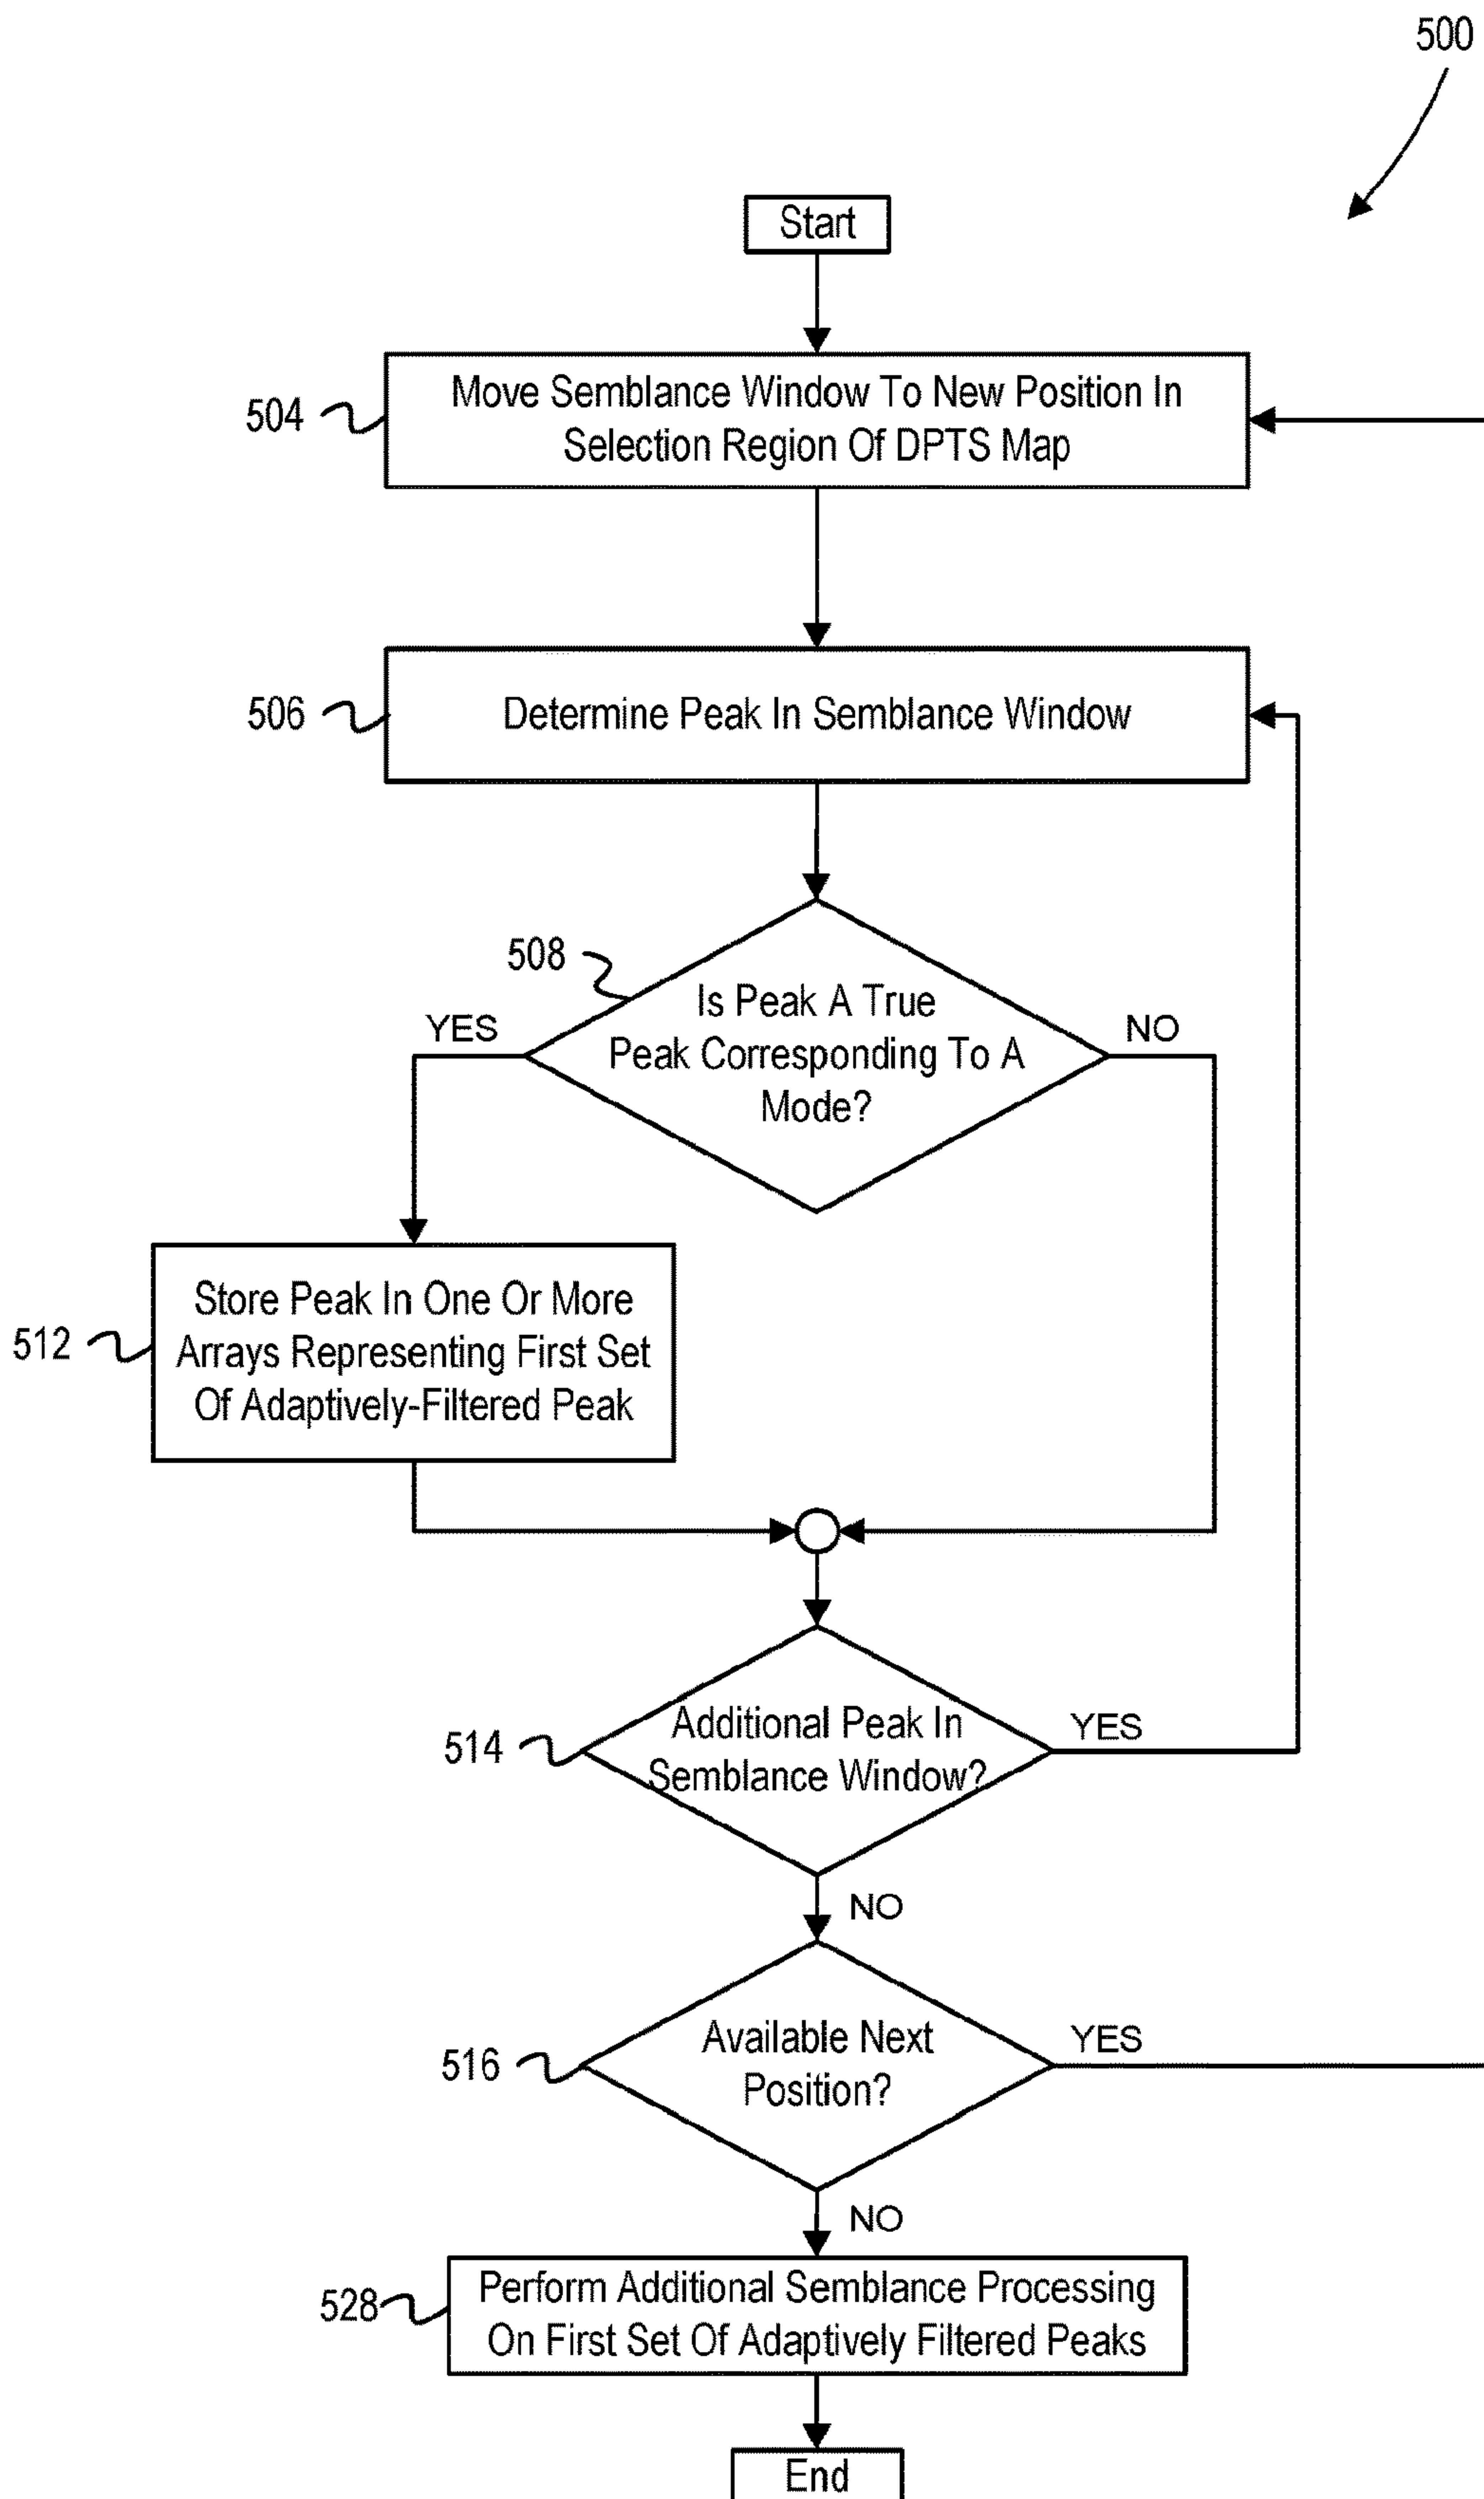 500
Start
504
Move Semblance Window To New Position In
Selection Region Of DPTS Map
506
Determine Peak In Semblance Window
508
Is Peak A True
Peak Corresponding To A
Mode?
YES
NO
512
Store Peak In One Or More
Arrays Representing First Set
Of Adaptively-Filtered Peak
514
Additional Peak In
Semblance Window?
YES
NO
516
Available Next
Position?
YES
NO
528
Perform Additional Semblance Processing
On First Set Of Adaptively Filtered Peaks
End